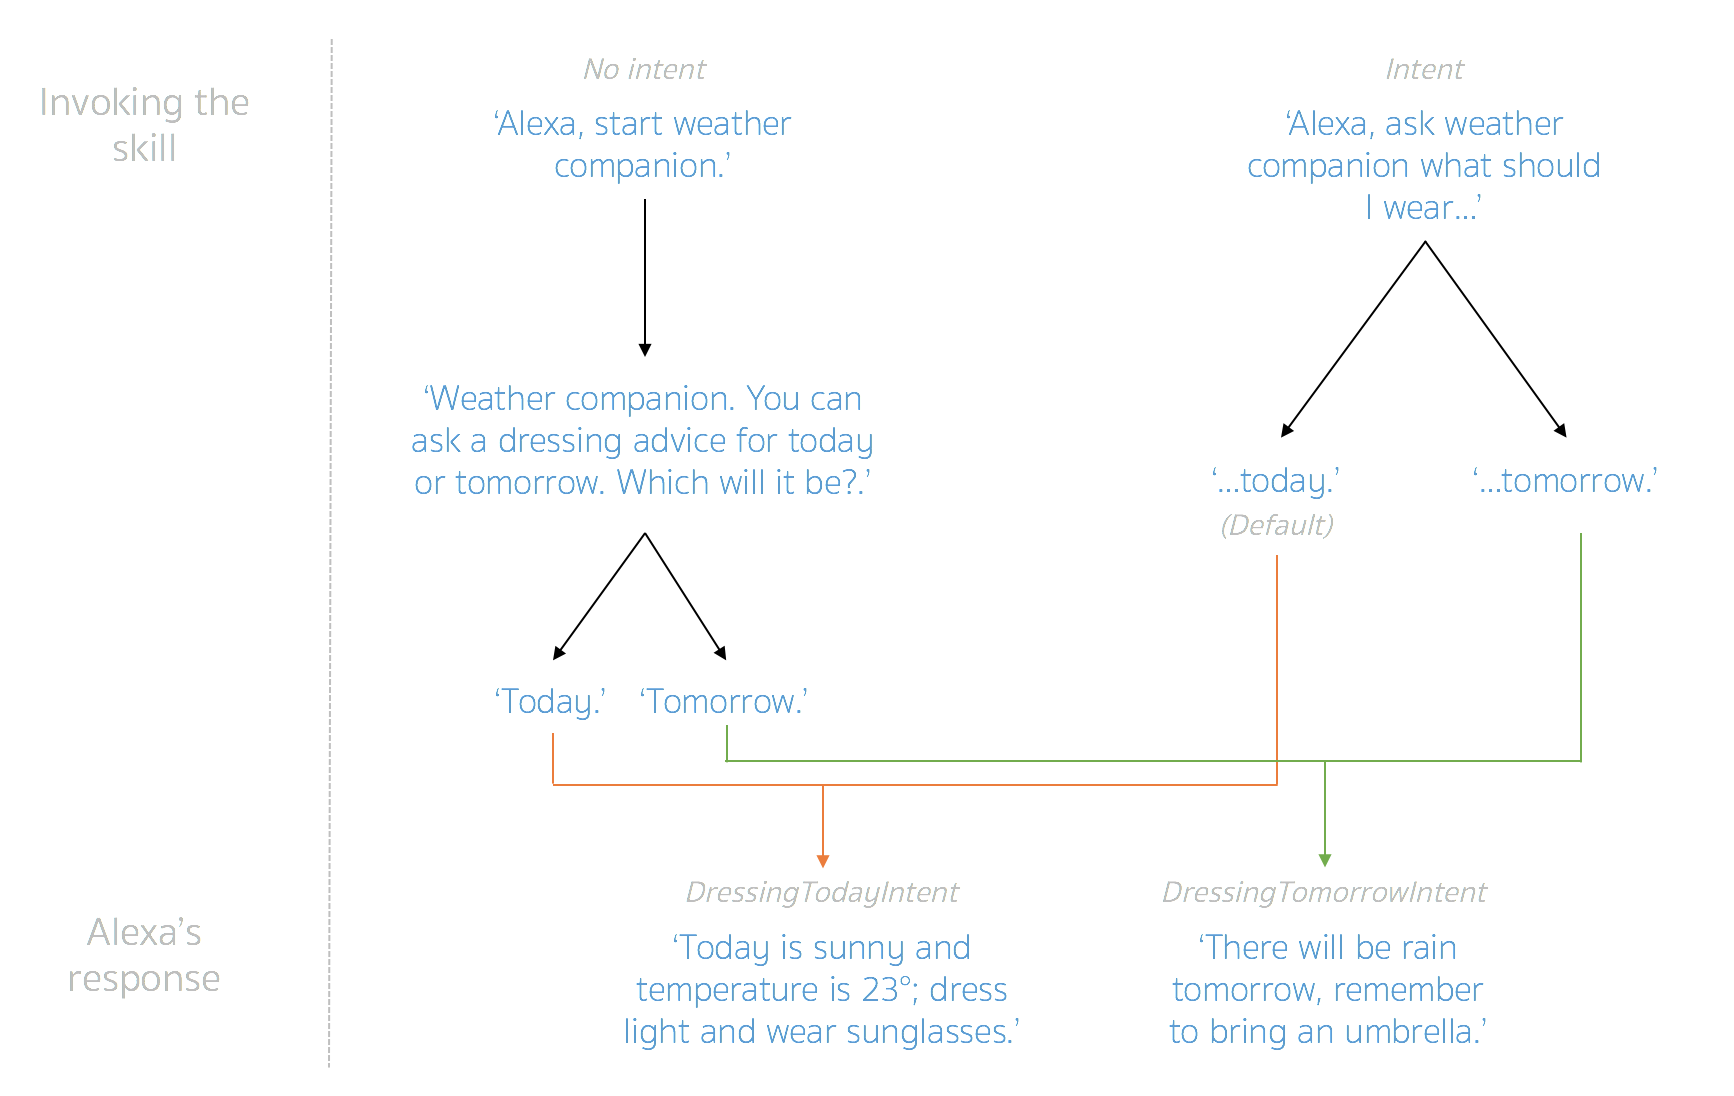 Invoking the
skill
No intent
‘Alexa, start weather
companion.’
Intent
‘Alexa, ask weather
companion what should
I wear...’
‘Weather companion. You can
ask a dressing advice for today
or tomorrow. Which will it be?.’
‘...today.’
(Default)
‘...tomorrow.’
‘Today.’
‘Tomorrow.’
Alexa’s
response
DressingTodayIntent
‘Today is sunny and
temperature is 23°; dress
light and wear sunglasses.’
DressingTomorrowIntent
‘There will be rain
tomorrow, remember
to bring an umbrella.’